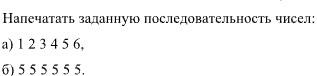 Напечатать заданную последовательность чисел:
а) 1 2 3 4 5 6,
б) 5 5 5 5 5 5.